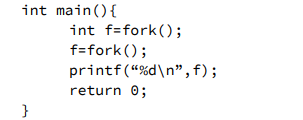 int main(){
int f=fork();
f=fork();
printf(“%d\n”,f);
return 0;
}